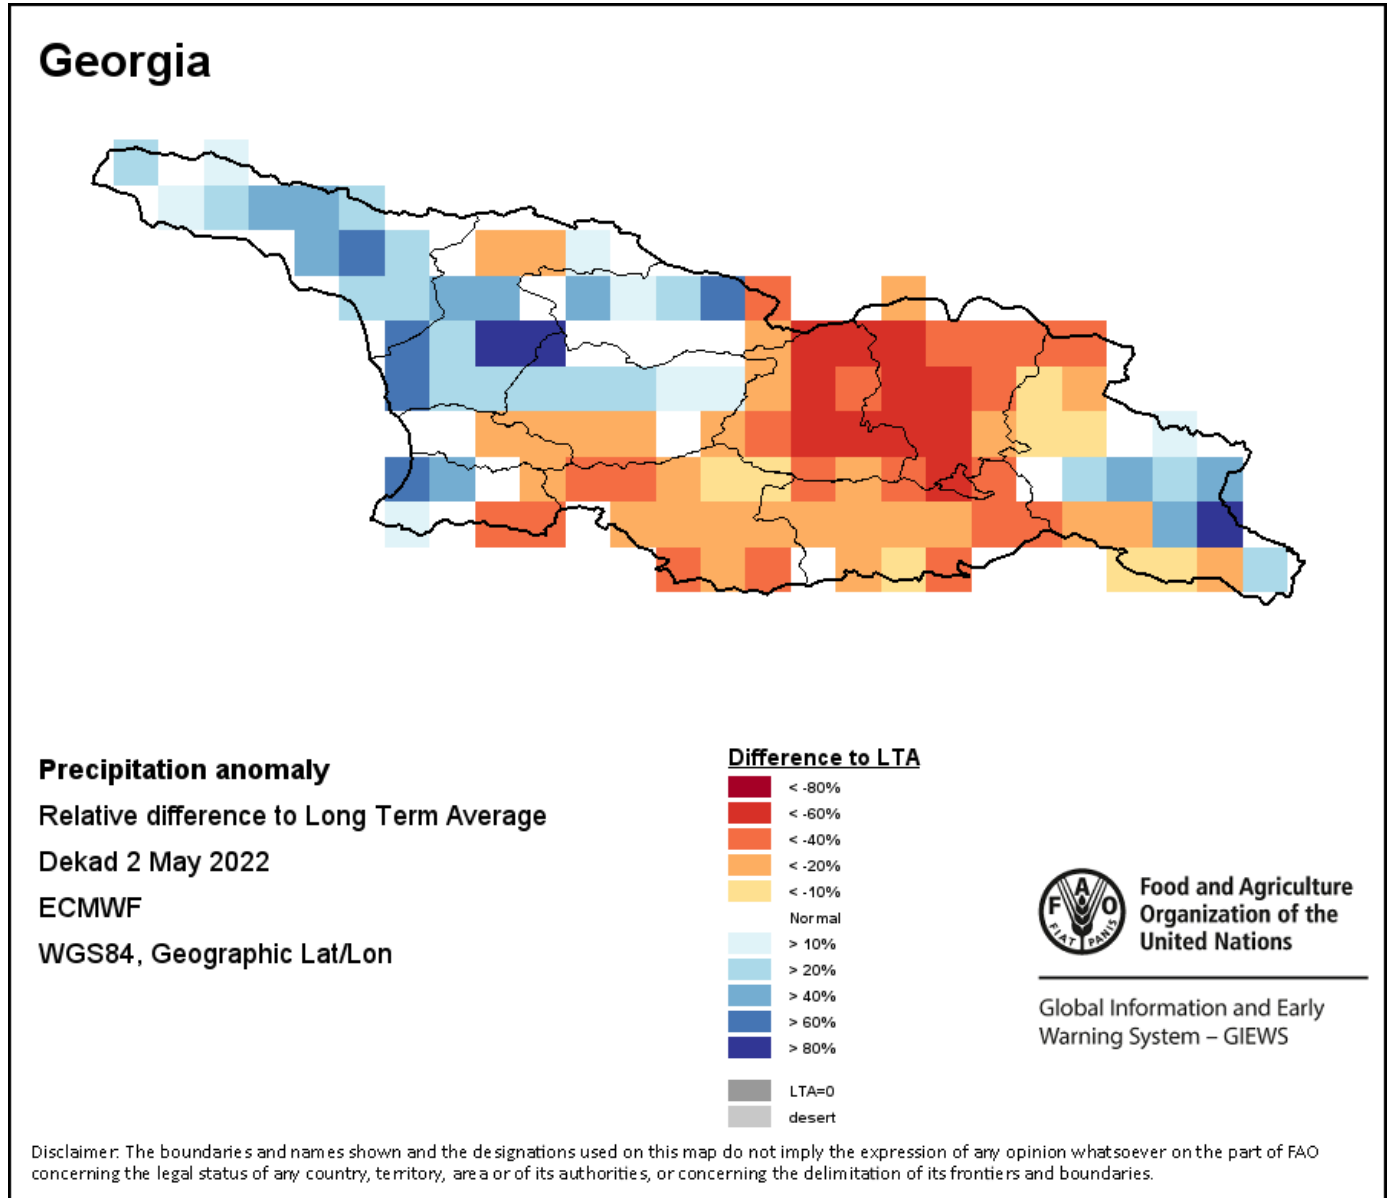 Georgia
Precipitation anomaly
Relative difference to Long Term Average
Dekad 2 May 2022
ECMWF
WGS84, Geographic Lat/Lon
Difference to LTA
< -80%
< -60%
< -40%
< -20%
< -10%
Normal
> 10%
> 20%
> 40%
> 60%
> 80%
LTA=0
desert
F A O
FIAT PANIS
Food and Agriculture
Organization of the
United Nations
Global Information and Early
Warning System – GIEWS
Disclaimer: The boundaries and names shown and the designations used on this map do not imply the expression of any opinion whatsoever on the part of FAO
concerning the legal status of any country, territory, area or of its authorities, or concerning the delimitation of its frontiers and boundaries.